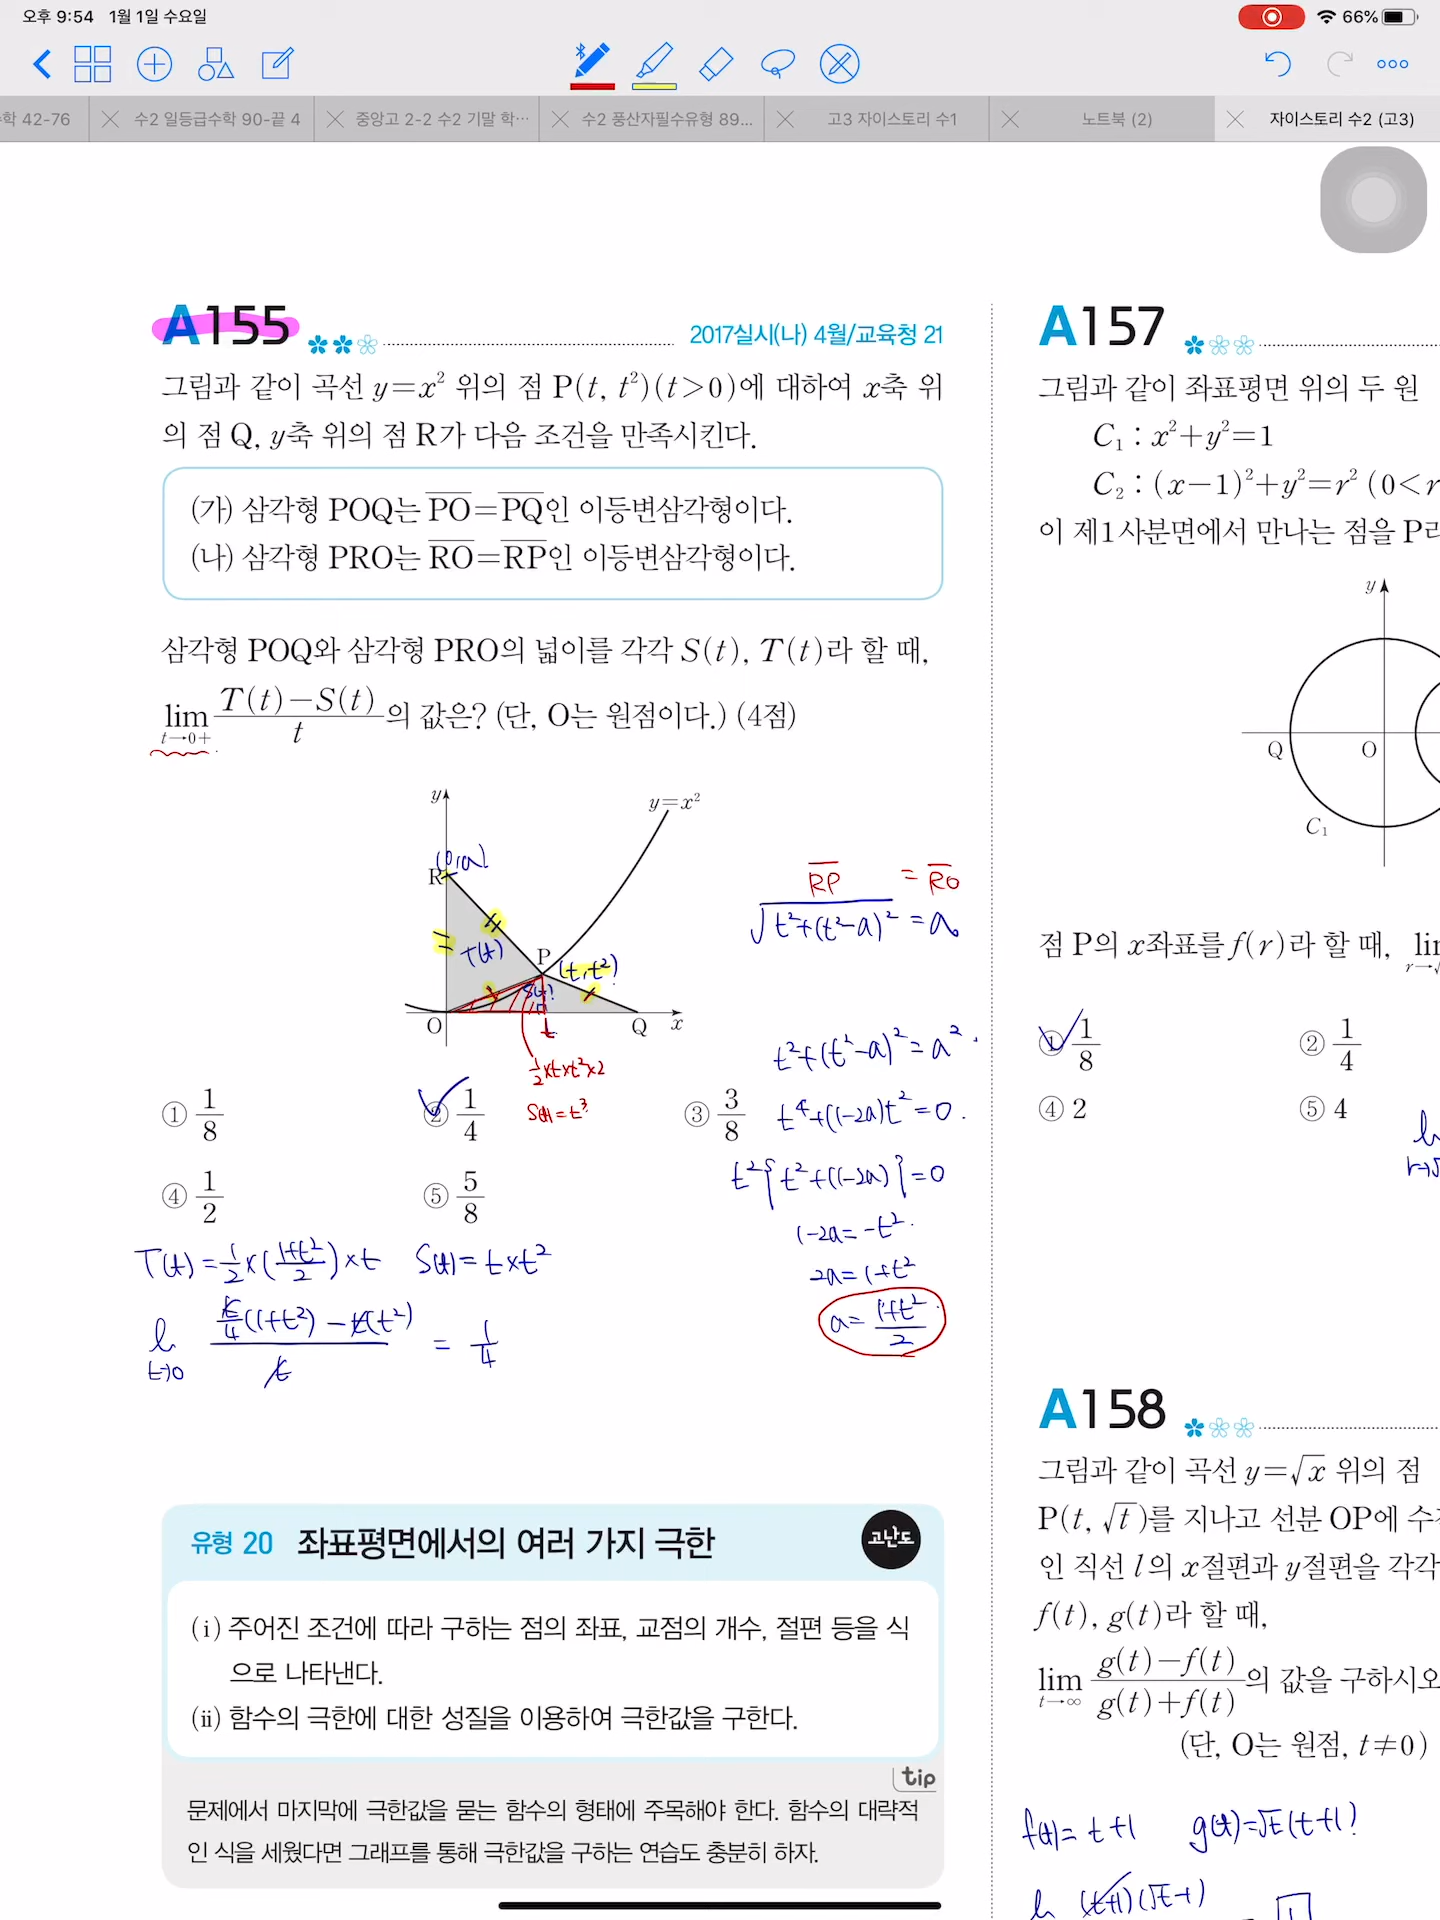 오후 9:54 1월 1일 수요일
66%
학 42-76
수2 일등급수학 90-끝 4
중앙고 2-2 수2 기말 학…
수2 풍산자필수유형 89...
고3 자이스토리 수1
노트북 (2)
자이스토리 수2 (고3)
A155
2017실시(나) 4월/교육청 21
그림과 같이 곡선 y=x² 위의 점 P(t, t²)(t>0)에 대하여 x축 위
의 점 Q, y축 위의 점 R가 다음 조건을 만족시킨다.
(가) 삼각형 POQ는 PO=PQ인 이등변삼각형이다.
(나) 삼각형 PRO는 RO=RP인 이등변삼각형이다.
삼각형 POQ와 삼각형 PRO의 넓이를 각각 S(t), T(t)라 할 때,
lim t→0+ (T(t)-S(t))/t 의 값은? (단, O는 원점이다.) (4점)
y
y=x²
(0,a)
R
T(t)
P
(t, t²)
S(t)
O
t
Q
x
½×t×t²×2
S(t)=t³
RP = RO
√t²+(t²-a)² = a
t²+(t²-a)²=a²
t⁴+(1-2a)t²=0
t²{t²+(1-2a)}=0
1-2a=-t²
2a=1+t²
a=(1+t²)/2
① 1/8
② 1/4
③ 3/8
④ 1/2
⑤ 5/8
T(t)=½×((1+t²)/2)×t S(t)=t×t²
l t→0 (t/4(1+t²)-t(t²))/t = 1/4
유형 20 좌표평면에서의 여러 가지 극한
고난도
(ⅰ) 주어진 조건에 따라 구하는 점의 좌표, 교점의 개수, 절편 등을 식
으로 나타낸다.
(ⅱ) 함수의 극한에 대한 성질을 이용하여 극한값을 구한다.
tip
문제에서 마지막에 극한값을 묻는 함수의 형태에 주목해야 한다. 함수의 대략적
인 식을 세웠다면 그래프를 통해 극한값을 구하는 연습도 충분히 하자.
A157
그림과 같이 좌표평면 위의 두 원
C₁ : x²+y²=1
C₂ : (x-1)²+y²=r² (0<r
이 제1사분면에서 만나는 점을 P라
y
Q
O
C₁
점 P의 x좌표를 f(r)라 할 때, lim
r→√
① 1/8
② 1/4
④ 2
⑤ 4
A158
그림과 같이 곡선 y=√x 위의 점
P(t, √t)를 지나고 선분 OP에 수직
인 직선 l의 x절편과 y절편을 각각
f(t), g(t)라 할 때,
lim t→∞ (g(t)-f(t))/(g(t)+f(t)) 의 값을 구하시오
(단, O는 원점, t≠0)
f(t)=t+1 g(t)=√t(t+1)
(t+1)(√t-1)